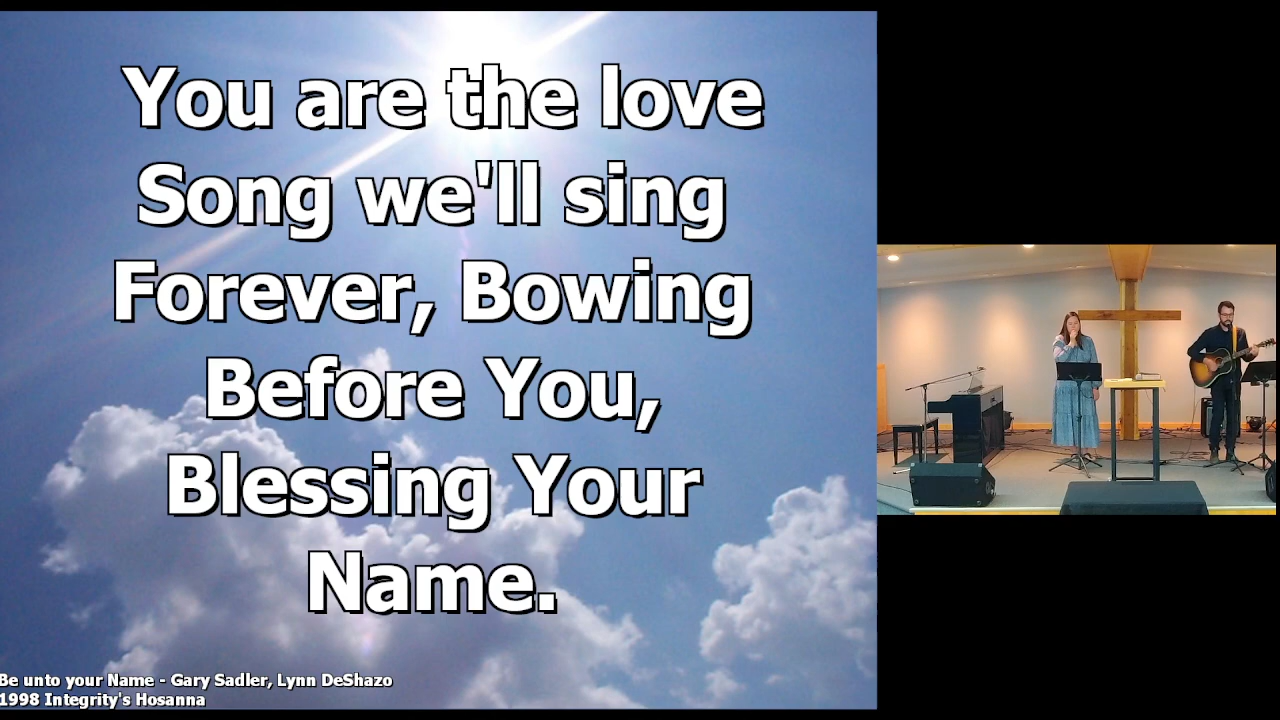 You are the love
Song we'll sing
Forever, Bowing
Before You,
Blessing Your
Name.
Be unto your Name - Gary Sadler, Lynn DeShazo
1998 Integrity's Hosanna